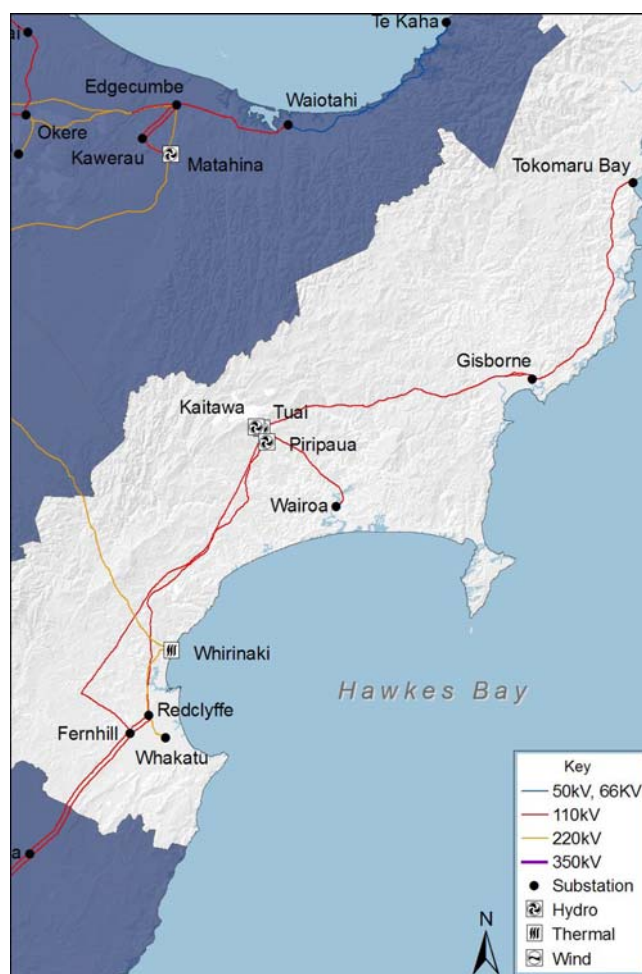 Te Kaha
Edgecumbe
Waiotahi
Okere
Kawerau
Matahina
Tokomaru Bay
Gisborne
Kaitawa
Tuai
Piripaua
Wairoa
Whirinaki
Hawkes Bay
Redclyffe
Fernhill
Whakatu
Key
50kV, 66KV
110kV
220kV
350kV
Substation
Hydro
Thermal
Wind
N